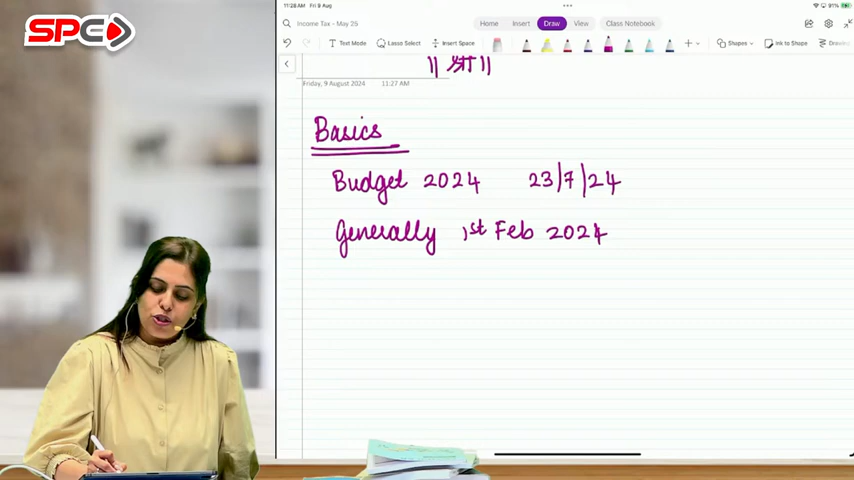 11:28 AM Fri 9 Aug
91%
SPC
Income Tax - May 25
Home Insert Draw View Class Notebook
Text Mode Lasso Select Insert Space Shapes Ink to Shape Drawing
|| श्री ||
Friday, 9 August 2024 11:27 AM
Basics
Budget 2024 23/7/24
Generally 1st Feb 2024